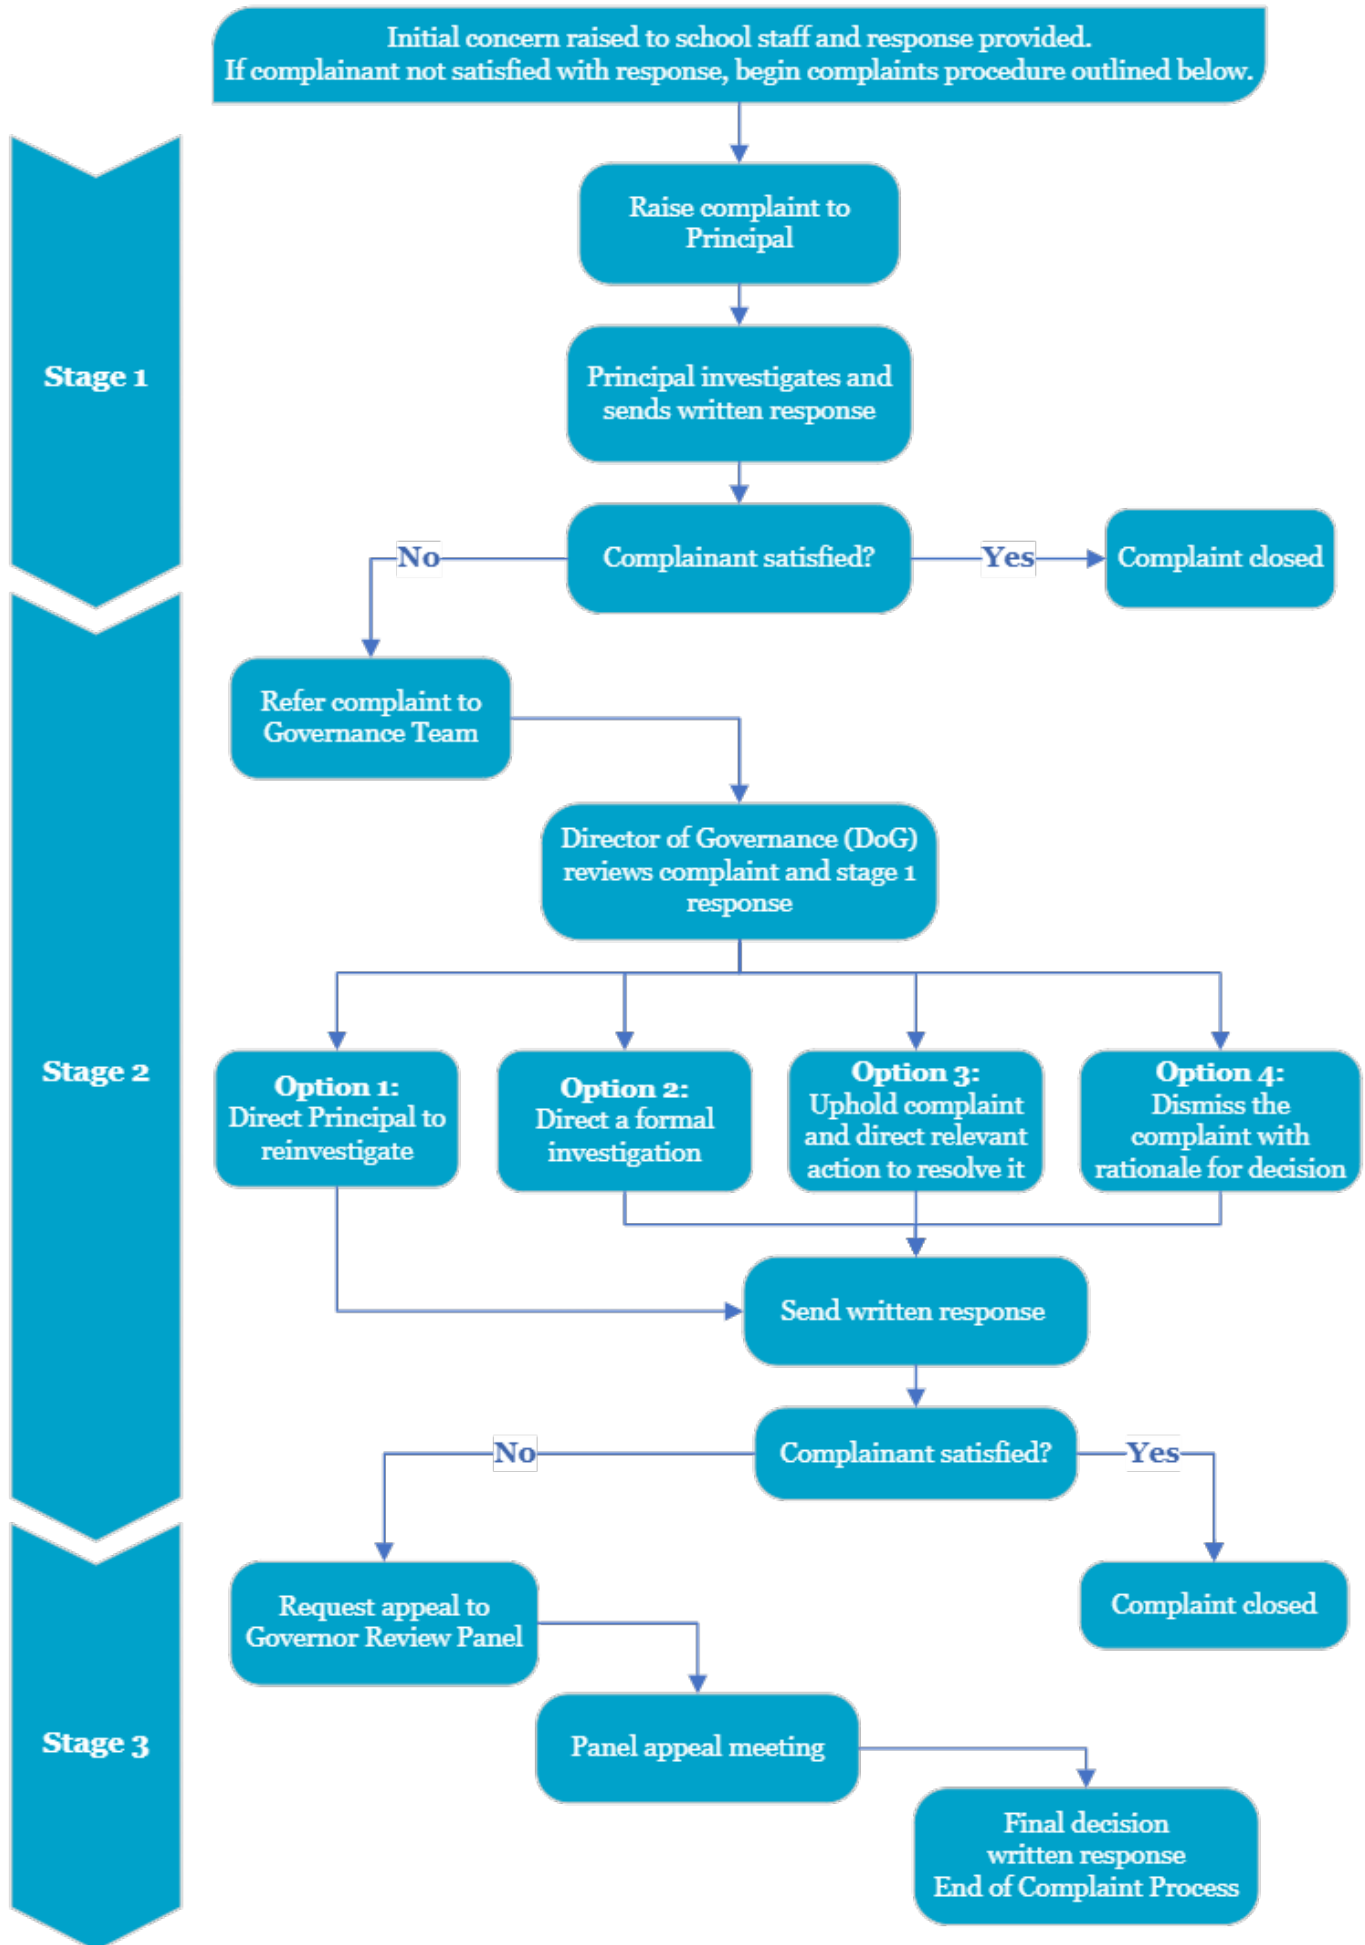 Initial concern raised to school staff and response provided.
If complainant not satisfied with response, begin complaints procedure outlined below.
Raise complaint to
Principal
Stage 1
Principal investigates and
sends written response
No
Complainant satisfied?
Yes
Complaint closed
Refer complaint to
Governance Team
Director of Governance (DoG)
reviews complaint and stage 1
response
Stage 2
Option 1:
Direct Principal to
reinvestigate
Option 2:
Direct a formal
investigation
Option 3:
Uphold complaint
and direct relevant
action to resolve it
Option 4:
Dismiss the
complaint with
rationale for decision
Send written response
No
Complainant satisfied?
Yes
Request appeal to
Governor Review Panel
Complaint closed
Stage 3
Panel appeal meeting
Final decision
written response
End of Complaint Process